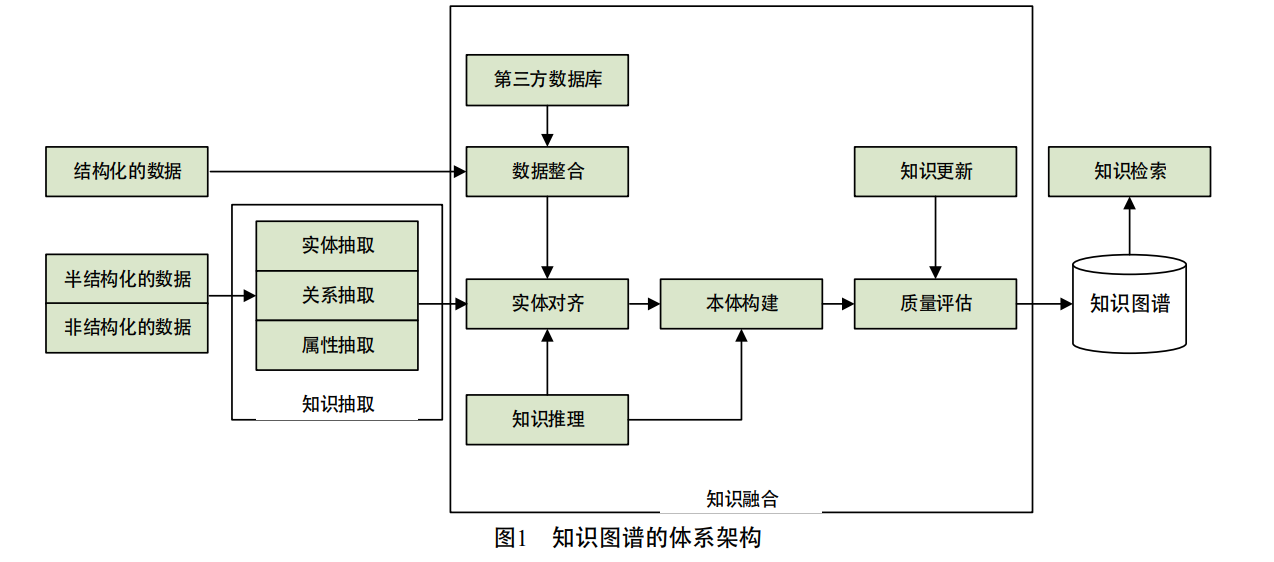 第三方数据库
结构化的数据
数据整合
知识更新
知识检索
半结构化的数据
非结构化的数据
实体抽取
关系抽取
属性抽取
知识抽取
实体对齐
本体构建
质量评估
知识图谱
知识推理
知识融合
图1 知识图谱的体系架构